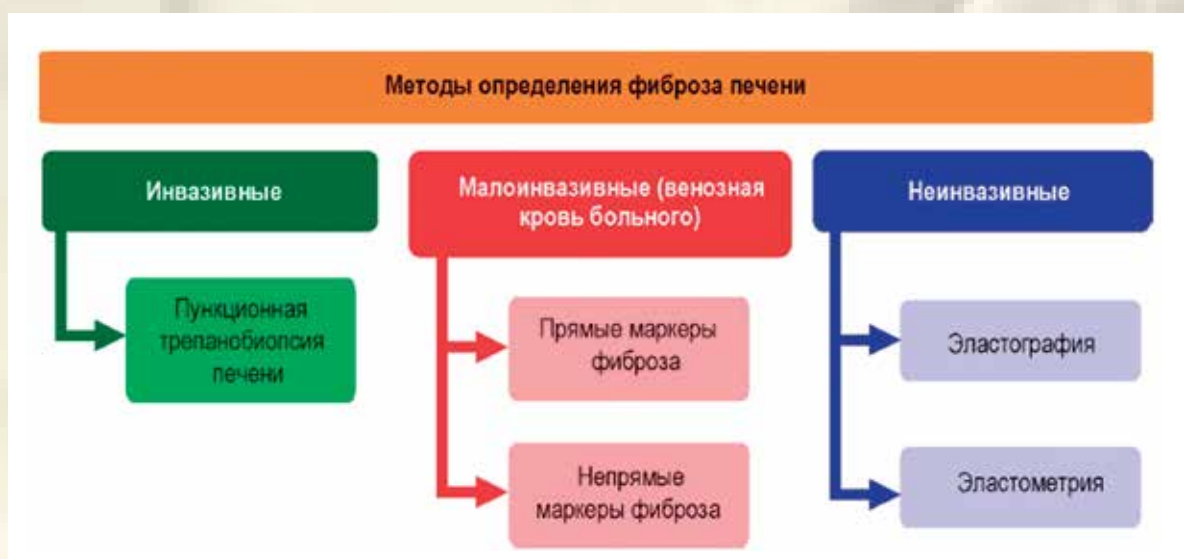 Методы определения фиброза печени
Инвазивные
Пункционная
трепанобиопсия
печени
Малоинвазивные (венозная
кровь больного)
Прямые маркеры
фиброза
Непрямые
маркеры фиброза
Неинвазивные
Эластография
Эластометрия